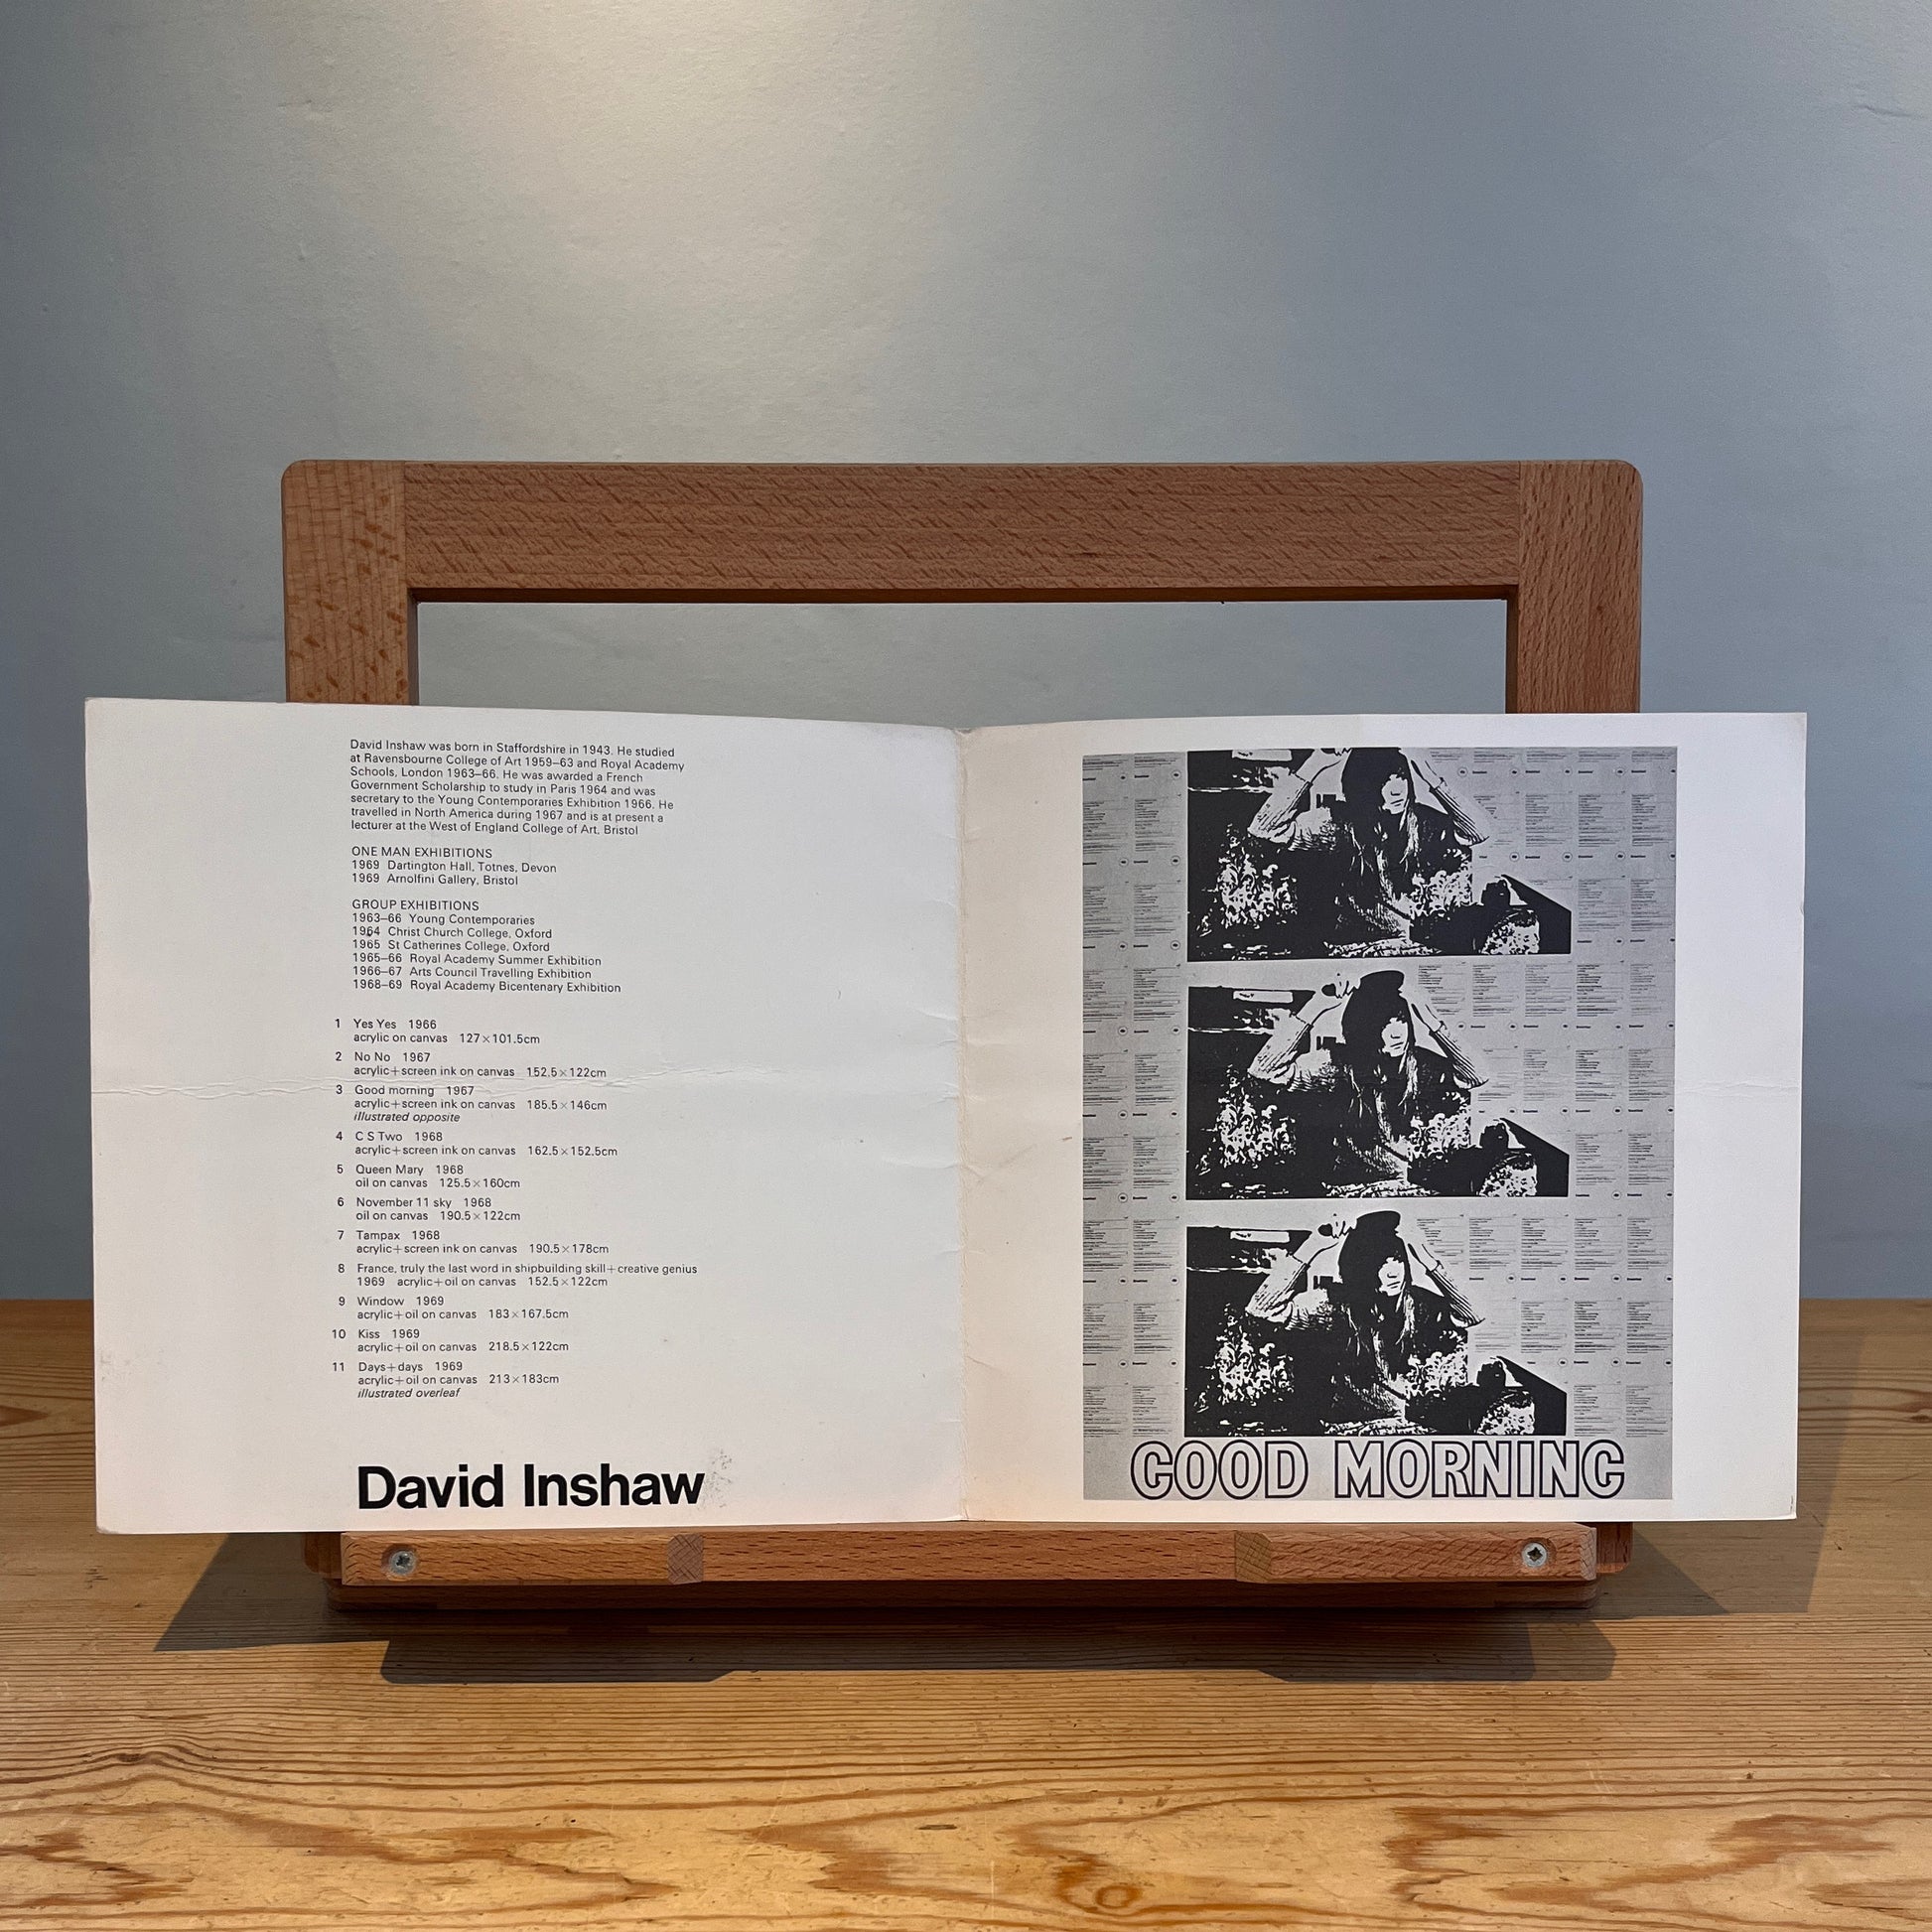 David Inshaw was born in Staffordshire in 1943. He studied
at Ravensbourne College of Art 1959–63 and Royal Academy
Schools, London 1963–66. He was awarded a French
Government Scholarship to study in Paris 1964 and was
secretary to the Young Contemporaries Exhibition 1966. He
travelled in North America during 1967 and is at present a
lecturer at the West of England College of Art, Bristol
ONE MAN EXHIBITIONS
1969 Dartington Hall, Totnes, Devon
1969 Arnolfini Gallery, Bristol
GROUP EXHIBITIONS
1963–66 Young Contemporaries
1964 Christ Church College, Oxford
1965 St Catherines College, Oxford
1965–66 Royal Academy Summer Exhibition
1966–67 Arts Council Travelling Exhibition
1968–69 Royal Academy Bicentenary Exhibition
1 Yes Yes 1966
acrylic on canvas 127×101.5cm
2 No No 1967
acrylic+screen ink on canvas 152.5×122cm
3 Good morning 1967
acrylic+screen ink on canvas 185.5×146cm
illustrated opposite
4 C S Two 1968
acrylic+screen ink on canvas 162.5×152.5cm
5 Queen Mary 1968
oil on canvas 125.5×160cm
6 November 11 sky 1968
oil on canvas 190.5×122cm
7 Tampax 1968
acrylic+screen ink on canvas 190.5×178cm
8 France, truly the last word in shipbuilding skill+creative genius
1969 acrylic+oil on canvas 152.5×122cm
9 Window 1969
acrylic+oil on canvas 183×167.5cm
10 Kiss 1969
acrylic+oil on canvas 218.5×122cm
11 Days+days 1969
acrylic+oil on canvas 213×183cm
illustrated overleaf
David Inshaw
GOOD MORNING